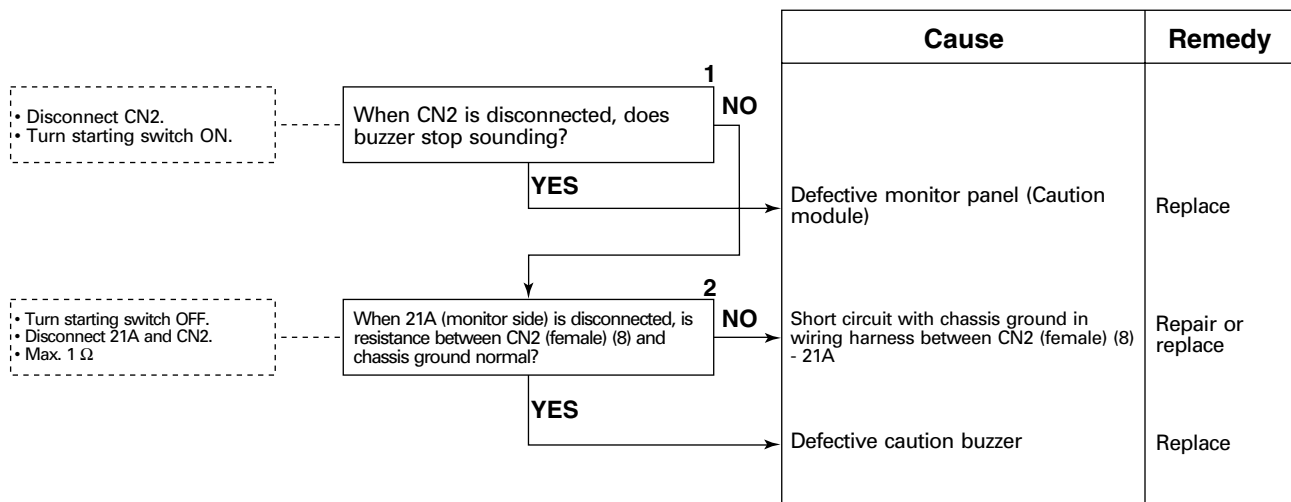 Cause
Remedy
1
• Disconnect CN2.
• Turn starting switch ON.
When CN2 is disconnected, does
buzzer stop sounding?
NO
YES
Defective monitor panel (Caution
module)
Replace
2
• Turn starting switch OFF.
• Disconnect 21A and CN2.
• Max. 1 Ω
When 21A (monitor side) is disconnected, is
resistance between CN2 (female) (8) and
chassis ground normal?
NO
Short circuit with chassis ground in
wiring harness between CN2 (female) (8)
- 21A
Repair or
replace
YES
Defective caution buzzer
Replace